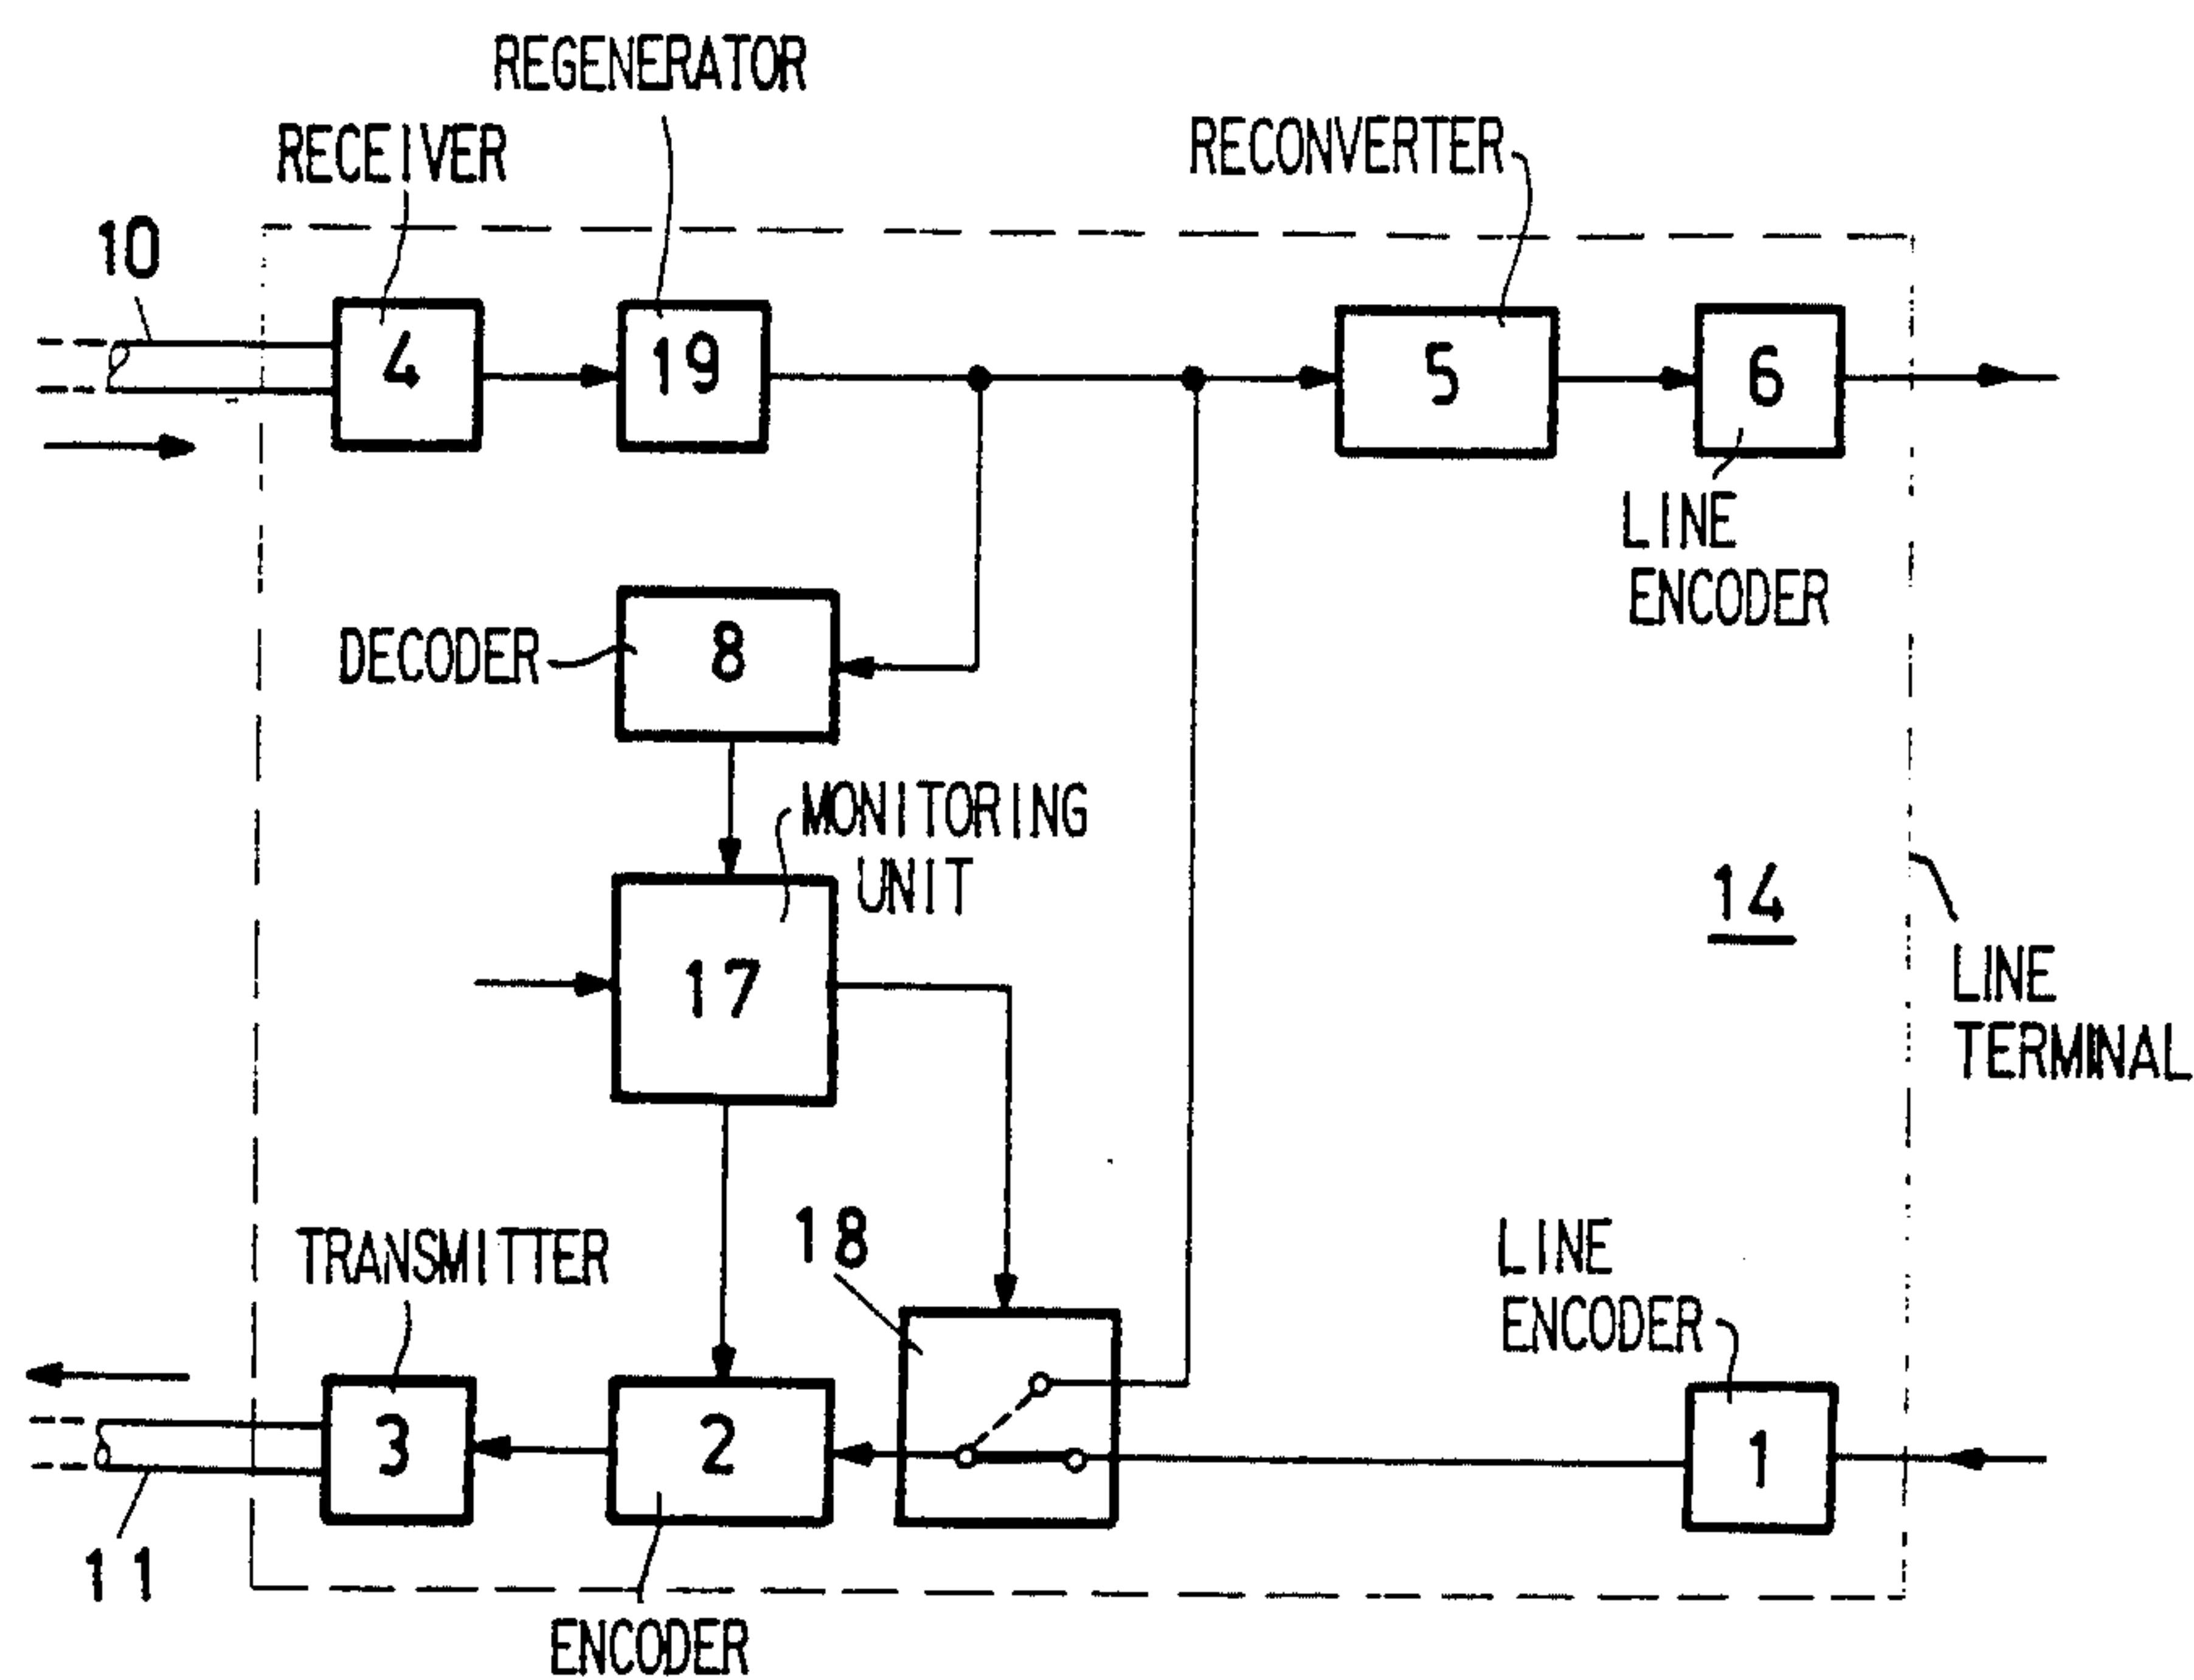 REGENERATOR
RECEIVER
RECONVERTER
10
4
19
5
6
LINE
ENCODER
DECODER
8
MONITORING
UNIT
17
14
LINE
TERMINAL
TRANSMITTER
18
LINE
ENCODER
3
2
1
11
ENCODER